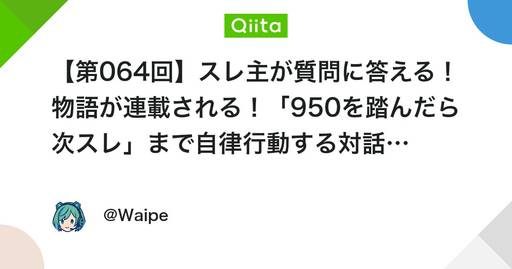 Qiita
【第064回】スレ主が質問に答える！
物語が連載される！「950を踏んだら
次スレ」まで自律行動する対話…
@Waipe